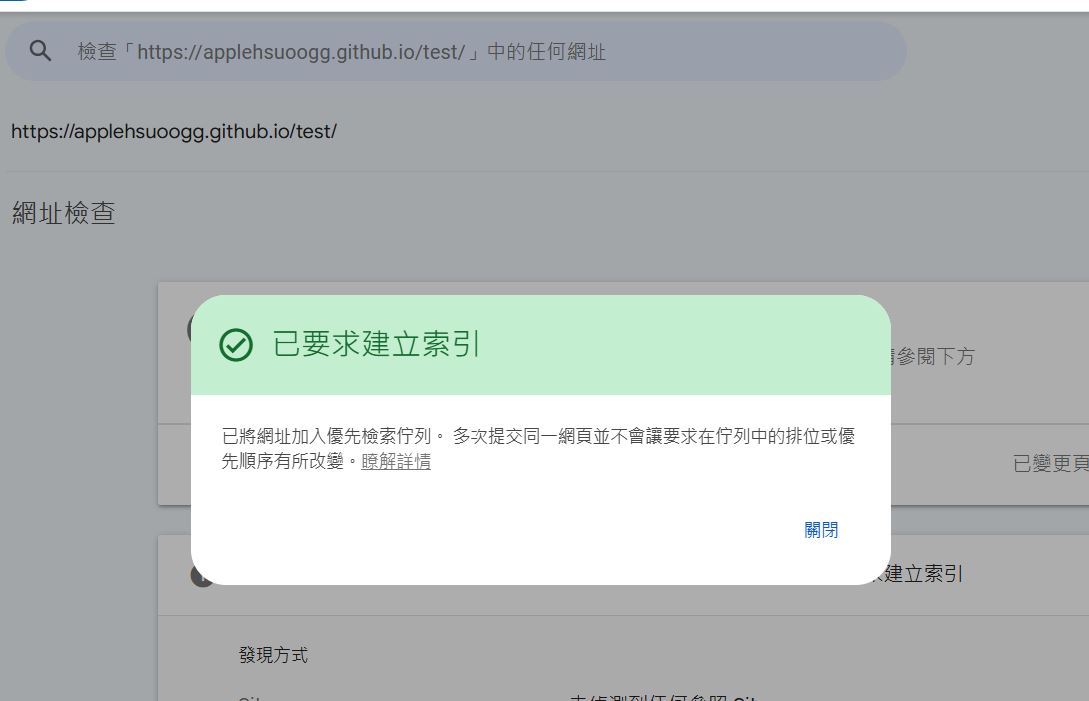 檢查「https://applehsuoogg.github.io/test/」中的任何網址
https://applehsuoogg.github.io/test/
網址檢查
已要求建立索引
參閱下方
已將網址加入優先檢索佇列。 多次提交同一網頁並不會讓要求在佇列中的排位或優
先順序有所改變。瞭解詳情
已變更頁
關閉
建立索引
發現方式